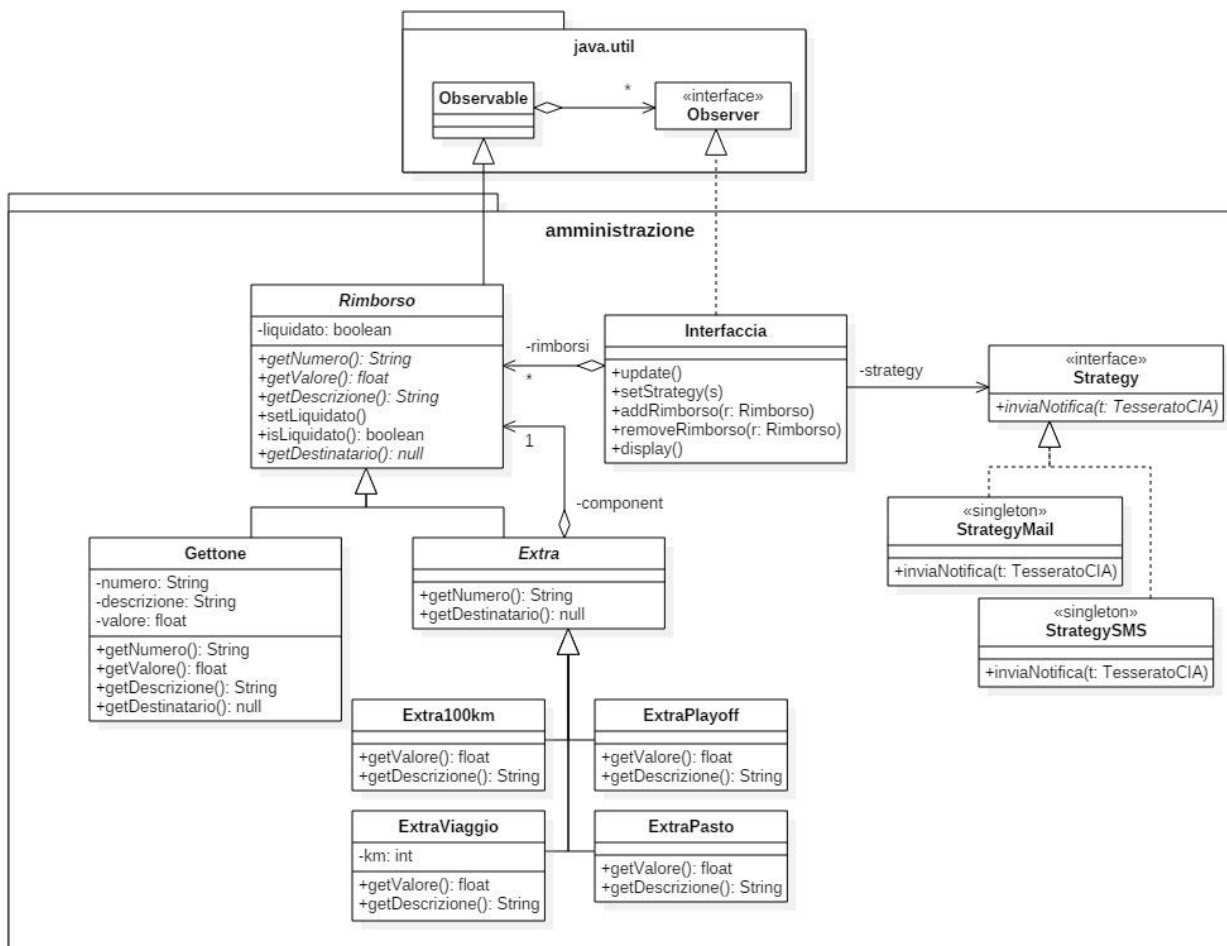 java.util
Observable
*
«interface»
Observer
amministrazione
Rimborso
-liquidato: boolean
+getNumero(): String
+getValore(): float
+getDescrizione(): String
+setLiquidato()
+isLiquidato(): boolean
+getDestinatario(): null
-rimborsi
*
1
-component
Interfaccia
+update()
+setStrategy(s)
+addRimborso(r: Rimborso)
+removeRimborso(r: Rimborso)
+display()
-strategy
«interface»
Strategy
+inviaNotifica(t: TesseratoCIA)
«singleton»
StrategyMail
+inviaNotifica(t: TesseratoCIA)
«singleton»
StrategySMS
+inviaNotifica(t: TesseratoCIA)
Gettone
-numero: String
-descrizione: String
-valore: float
+getNumero(): String
+getValore(): float
+getDescrizione(): String
+getDestinatario(): null
Extra
+getNumero(): String
+getDestinatario(): null
Extra100km
+getValore(): float
+getDescrizione(): String
ExtraPlayoff
+getValore(): float
+getDescrizione(): String
ExtraViaggio
-km: int
+getValore(): float
+getDescrizione(): String
ExtraPasto
+getValore(): float
+getDescrizione(): String